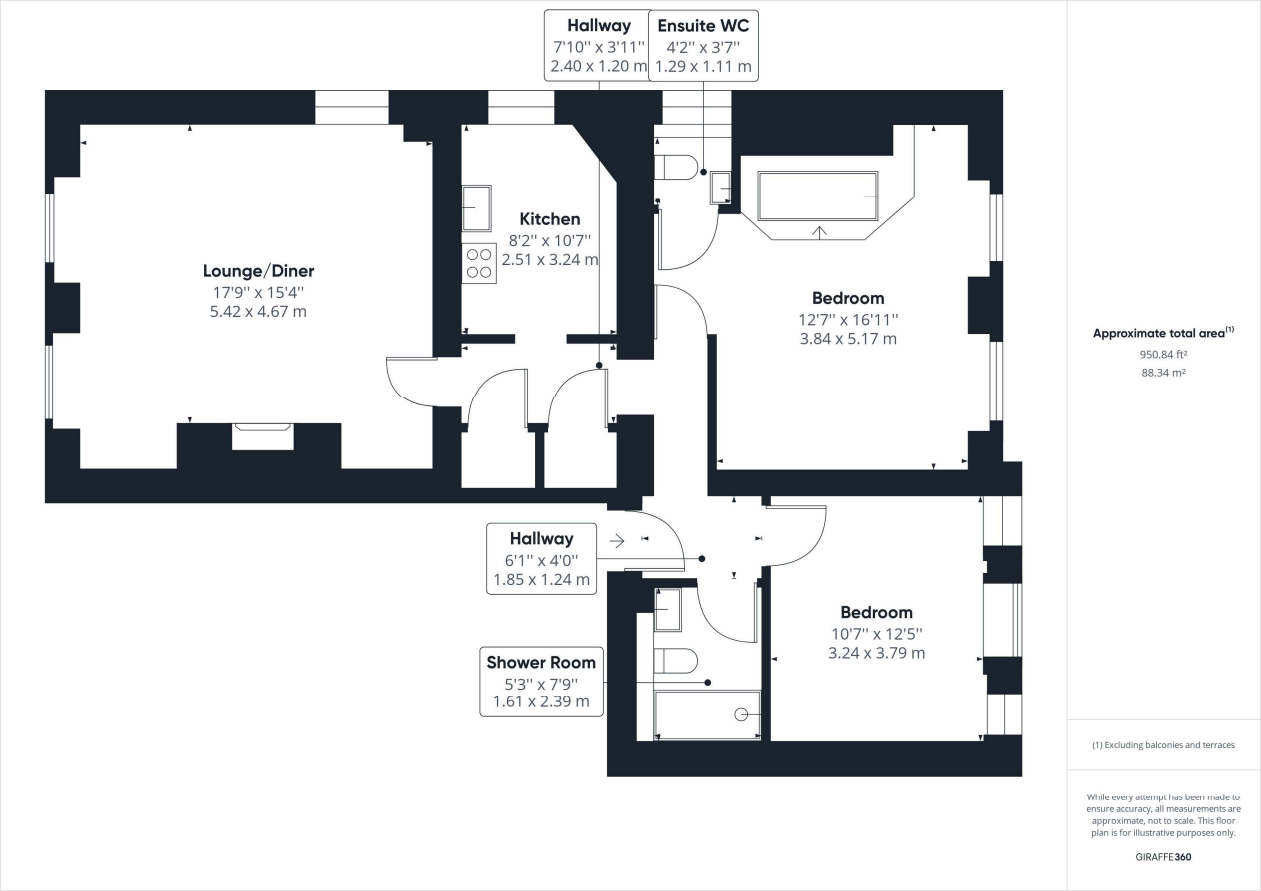 Hallway
7'10'' x 3'11''
2.40 x 1.20 m
Ensuite WC
4'2'' x 3'7''
1.29 x 1.11 m
Kitchen
8'2'' x 10'7''
2.51 x 3.24 m
Lounge/Diner
17'9'' x 15'4''
5.42 x 4.67 m
Bedroom
12'7'' x 16'11''
3.84 x 5.17 m
Hallway
6'1'' x 4'0''
1.85 x 1.24 m
Bedroom
10'7'' x 12'5''
3.24 x 3.79 m
Shower Room
5'3'' x 7'9''
1.61 x 2.39 m
Approximate total area(1)
950.84 ft²
88.34 m²
(1) Excluding balconies and terraces
While every attempt has been made to
ensure accuracy, all measurements are
approximate, not to scale. This floor
plan is for illustrative purposes only.
GIRAFFE360